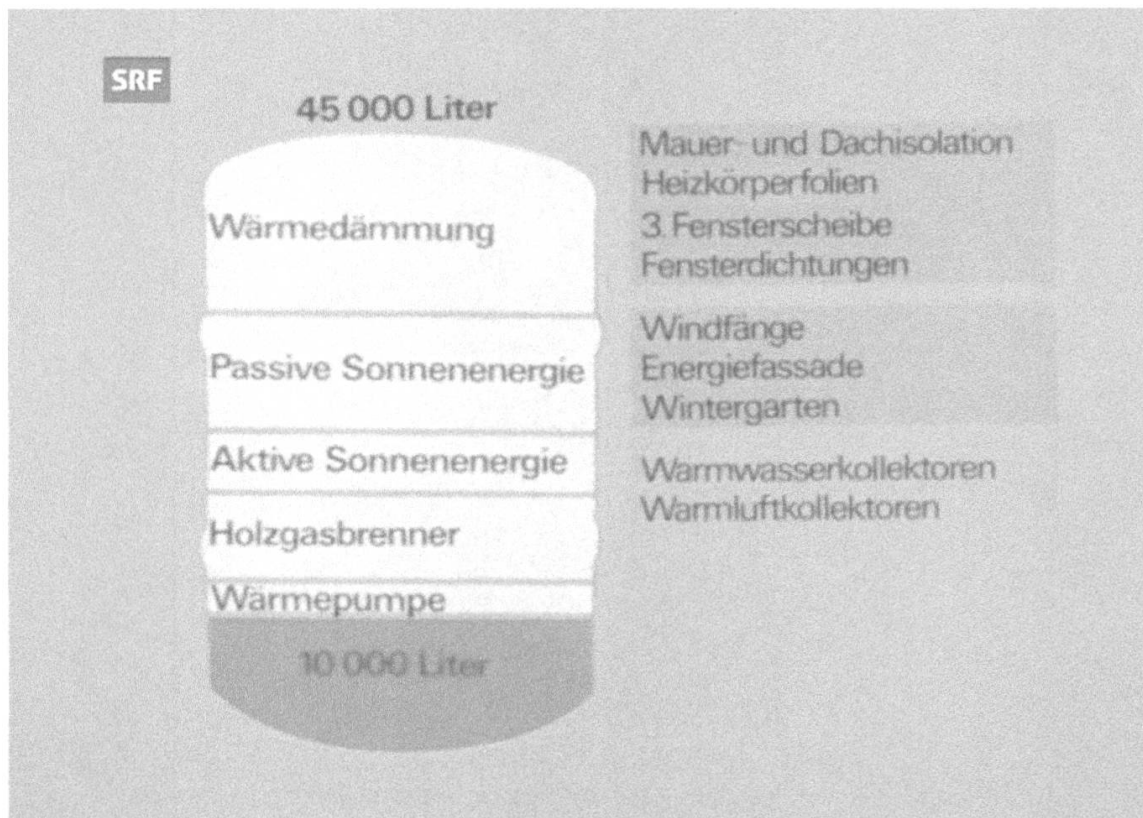 SRF
45 000 Liter
Wärmedämmung
Passive Sonnenenergie
Aktive Sonnenenergie
Holzgasbrenner
Wärmepumpe
10 000 Liter
Mauer- und Dachisolation
Heizkörperfolien
3. Fensterscheibe
Fensterdichtungen
Windfänge
Energiefassade
Wintergarten
Warmwasserkollektoren
Warmluftkollektoren